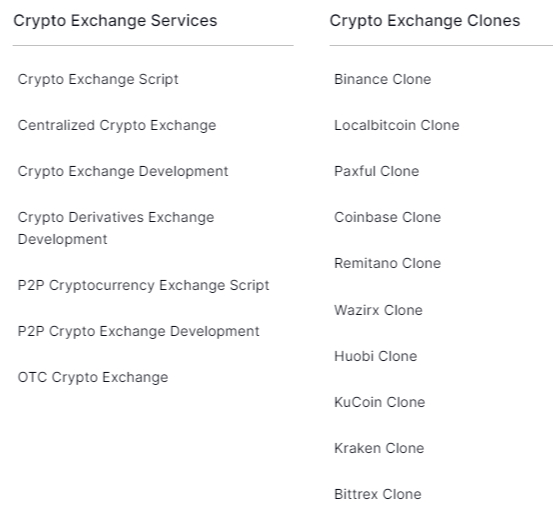 Crypto Exchange Services
Crypto Exchange Script
Centralized Crypto Exchange
Crypto Exchange Development
Crypto Derivatives Exchange
Development
P2P Cryptocurrency Exchange Script
P2P Crypto Exchange Development
OTC Crypto Exchange
Crypto Exchange Clones
Binance Clone
Localbitcoin Clone
Paxful Clone
Coinbase Clone
Remitano Clone
Wazirx Clone
Huobi Clone
KuCoin Clone
Kraken Clone
Bittrex Clone